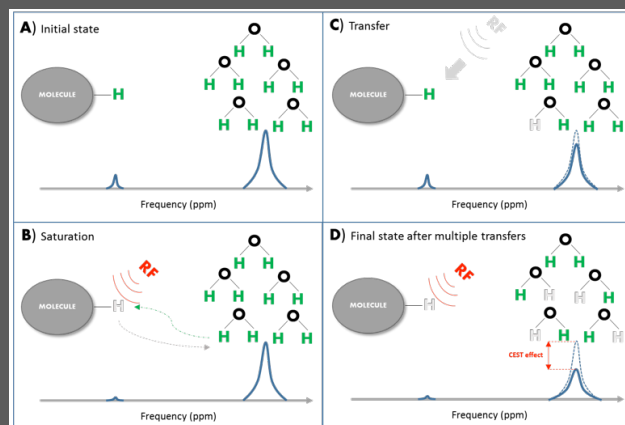 A) Initial state
MOLECULE
H
O
H H
O O
H H H H
O O
H H H H
Frequency (ppm)
B) Saturation
RF
MOLECULE
H
O
H H
O O
H H H H
O O
H H H H
Frequency (ppm)
C) Transfer
RF
MOLECULE
H
O
H H
O O
H H H H
O O
H H H H
Frequency (ppm)
D) Final state after multiple transfers
RF
MOLECULE
H
O
H H
O O
H H H H
O O
H H H H
CEST effect
Frequency (ppm)